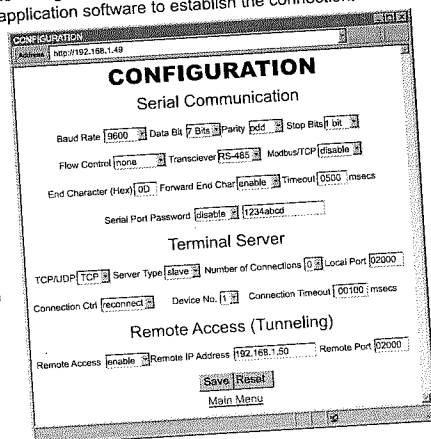 application software to establish the connection.
CONFIGURATION
Address http://192.168.1.49
CONFIGURATION
Serial Communication
Baud Rate 9600 Data Bit 7 Bits Parity odd Stop Bits 1 bit
Flow Control none Transciever RS-485 Modbus/TCP disable
End Character (Hex) 0D Forward End Char enable Timeout 0500 msecs
Serial Port Password disable 1234abcd
Terminal Server
TCP/UDP TCP Server Type slave Number of Connections 0 Local Port 02000
Connection Ctrl reconnect Device No. 1 Connection Timeout 00100 msecs
Remote Access (Tunneling)
Remote Access enable Remote IP Address 192.168.1.50 Remote Port 02000
Save Reset
Main Menu